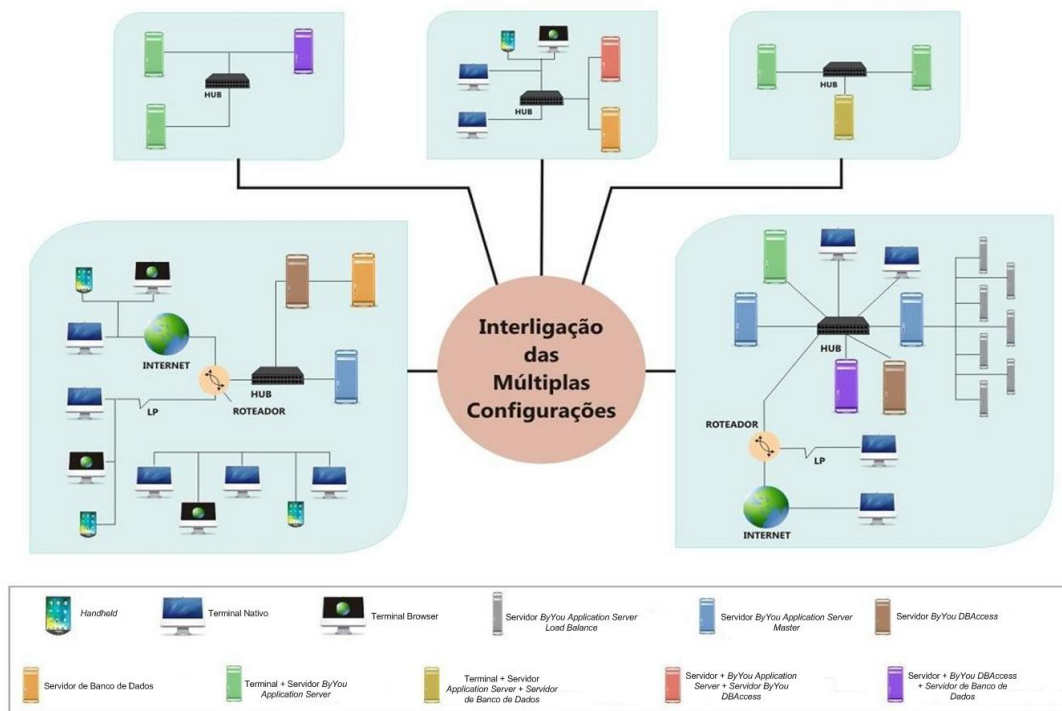 HUB
HUB
HUB
Interligação
das
Múltiplas
Configurações
INTERNET
HUB
ROTEADOR
LP
HUB
ROTEADOR
LP
INTERNET
Handheld
Terminal Nativo
Terminal Browser
Servidor ByYou Application Server
Load Balance
Servidor ByYou Application Server
Master
Servidor ByYou DBAccess
Servidor de Banco de Dados
Terminal + Servidor ByYou
Application Server
Terminal + Servidor
Application Server + Servidor
de Banco de Dados
Servidor + ByYou Application
Server + Servidor ByYou
DBAccess
Servidor + ByYou DBAccess
+ Servidor de Banco de
Dados